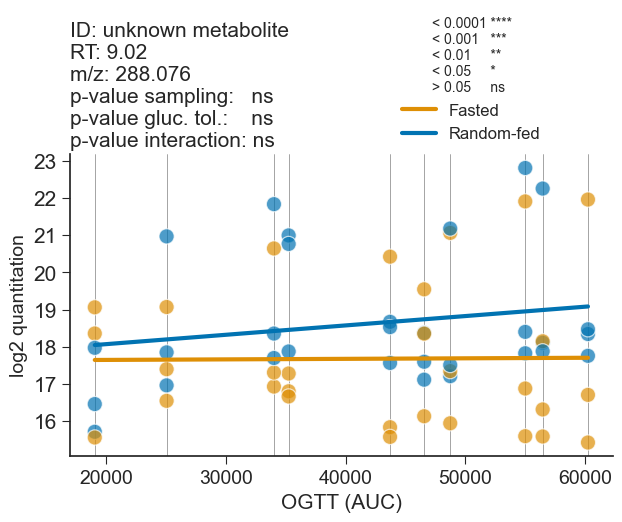 ID: unknown metabolite
RT: 9.02
m/z: 288.076
p-value sampling: ns
p-value gluc. tol.: ns
p-value interaction: ns
< 0.0001 ****
< 0.001 ***
< 0.01 **
< 0.05 *
> 0.05 ns
Fasted
Random-fed
23
22
21
20
19
18
17
16
log2 quantitation
20000 30000 40000 50000 60000
OGTT (AUC)